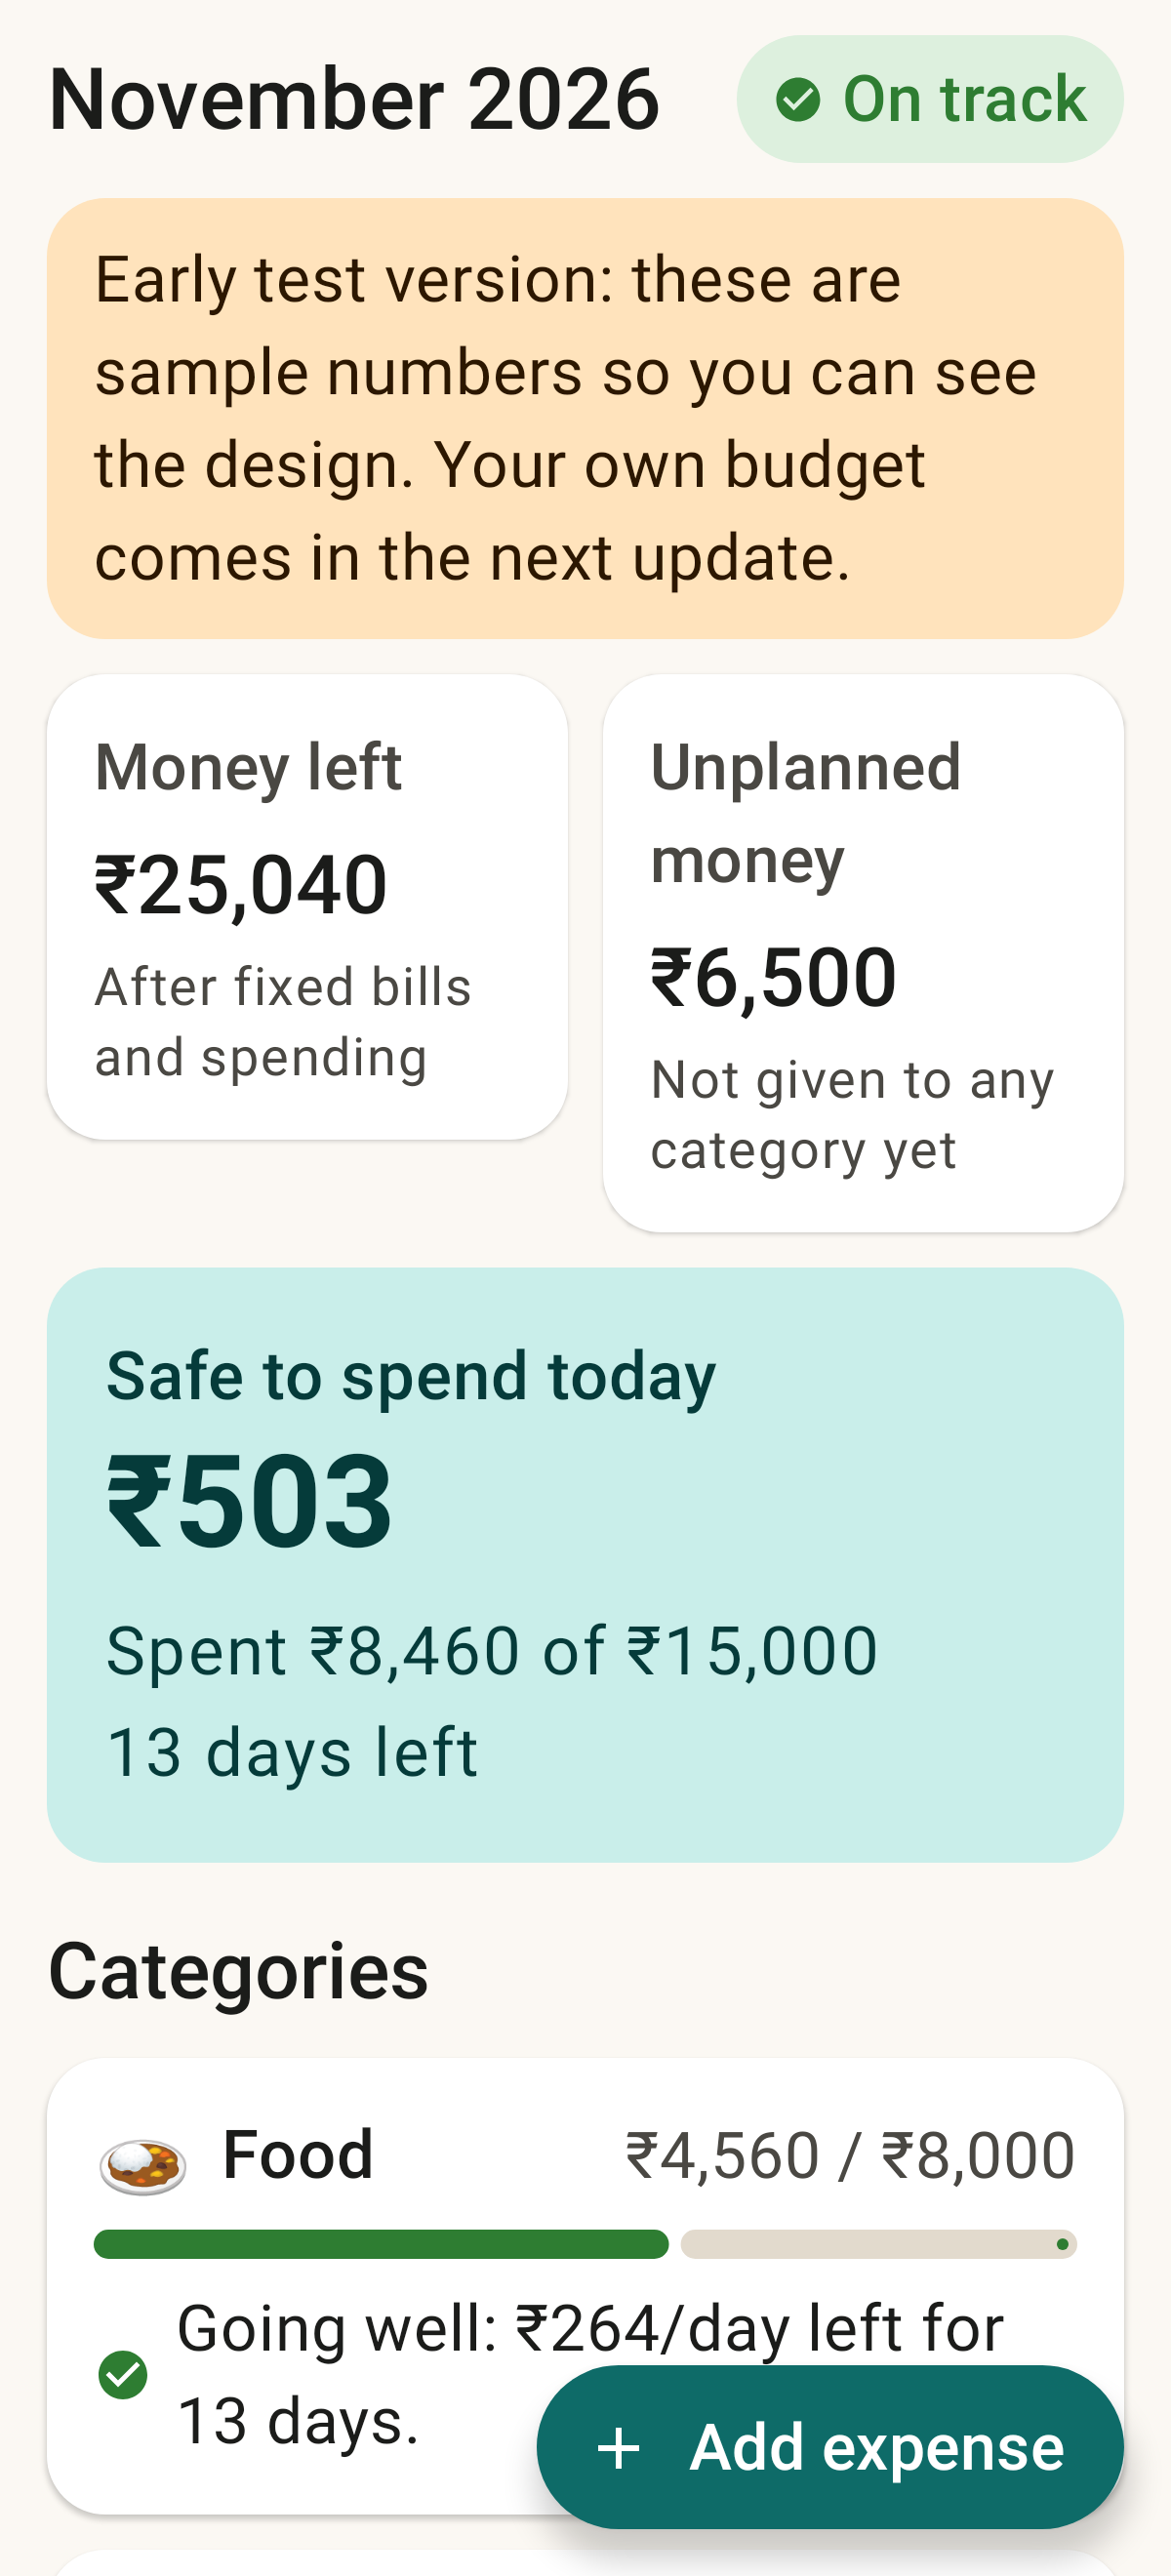 November 2026
On track
Early test version: these are
sample numbers so you can see
the design. Your own budget
comes in the next update.
Money left
₹25,040
After fixed bills
and spending
Unplanned
money
₹6,500
Not given to any
category yet
Safe to spend today
₹503
Spent ₹8,460 of ₹15,000
13 days left
Categories
Food
₹4,560 / ₹8,000
Going well: ₹264/day left for
13 days.
+ Add expense